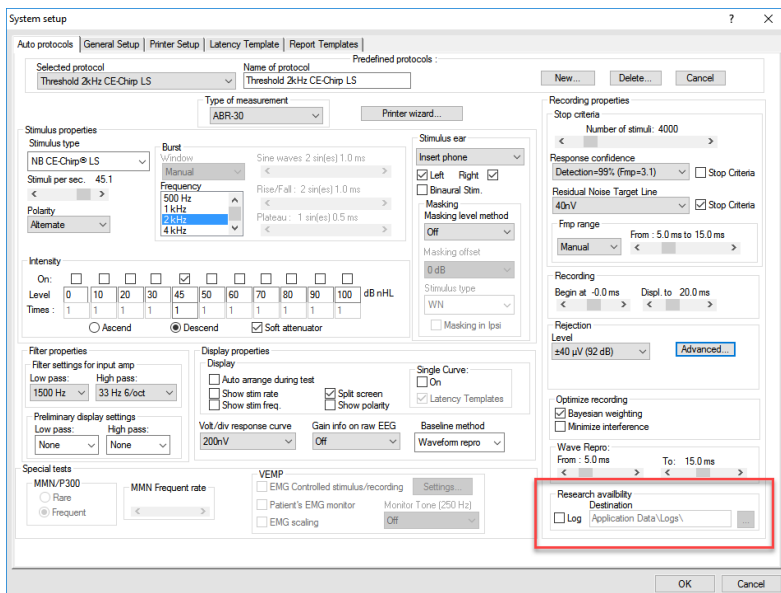 System setup
? ×
Auto protocols General Setup Printer Setup Latency Template Report Templates
Predefined protocols :
Selected protocol
Threshold 2kHz CE-Chirp LS
Name of protocol
Threshold 2kHz CE-Chirp LS
New... Delete... Cancel
Type of measurement
ABR-30
Printer wizard...
Stimulus properties
Stimulus type
NB CE-Chirp® LS
Stimuli per sec. 45.1
Polarity
Alternate
Burst
Window
Manual
Frequency
500 Hz
1 kHz
2 kHz
4 kHz
Sine waves 2 sin(es) 1.0 ms
Rise/Fall : 2 sin(es) 1.0 ms
Plateau : 1 sin(es) 0.5 ms
Stimulus ear
Insert phone
Left Right
Binaural Stim.
Masking
Masking level method
Off
Masking offset
0 dB
Stimulus type
WN
Masking in Ipsi
Intensity
On:
Level 0 10 20 30 45 50 60 70 80 90 100 dB nHL
Times : 1 1 1 1 1 1 1 1 1 1 1
Ascend Descend Soft attenuator
Filter properties
Filter settings for input amp
Low pass: High pass:
1500 Hz 33 Hz 6/oct
Preliminary display settings
Low pass: High pass:
None None
Display properties
Display
Auto arrange during test
Show stim rate Split screen
Show stim freq. Show polarity
Single Curve:
On
Latency Templates
Volt/div response curve Gain info on raw EEG Baseline method
200nV Off Waveform repro
Special tests
MMN/P300
Rare
Frequent
MMN Frequent rate
VEMP
EMG Controlled stimulus/recording Settings...
Patient's EMG monitor Monitor Tone (250 Hz)
EMG scaling Off
Recording properties
Stop criteria
Number of stimuli: 4000
Response confidence
Detection=99% (Fmp=3.1) Stop Criteria
Residual Noise Target Line
40nV Stop Criteria
Fmp range
From : 5.0 ms to 15.0 ms
Manual
Recording
Begin at -0.0 ms Displ. to 20.0 ms
Rejection
Level
±40 µV (92 dB) Advanced...
Optimize recording
Bayesian weighting
Minimize interference
Wave Repro:
From : 5.0 ms To: 15.0 ms
Research availbility
Destination
Log Application Data\Logs\ ...
OK Cancel